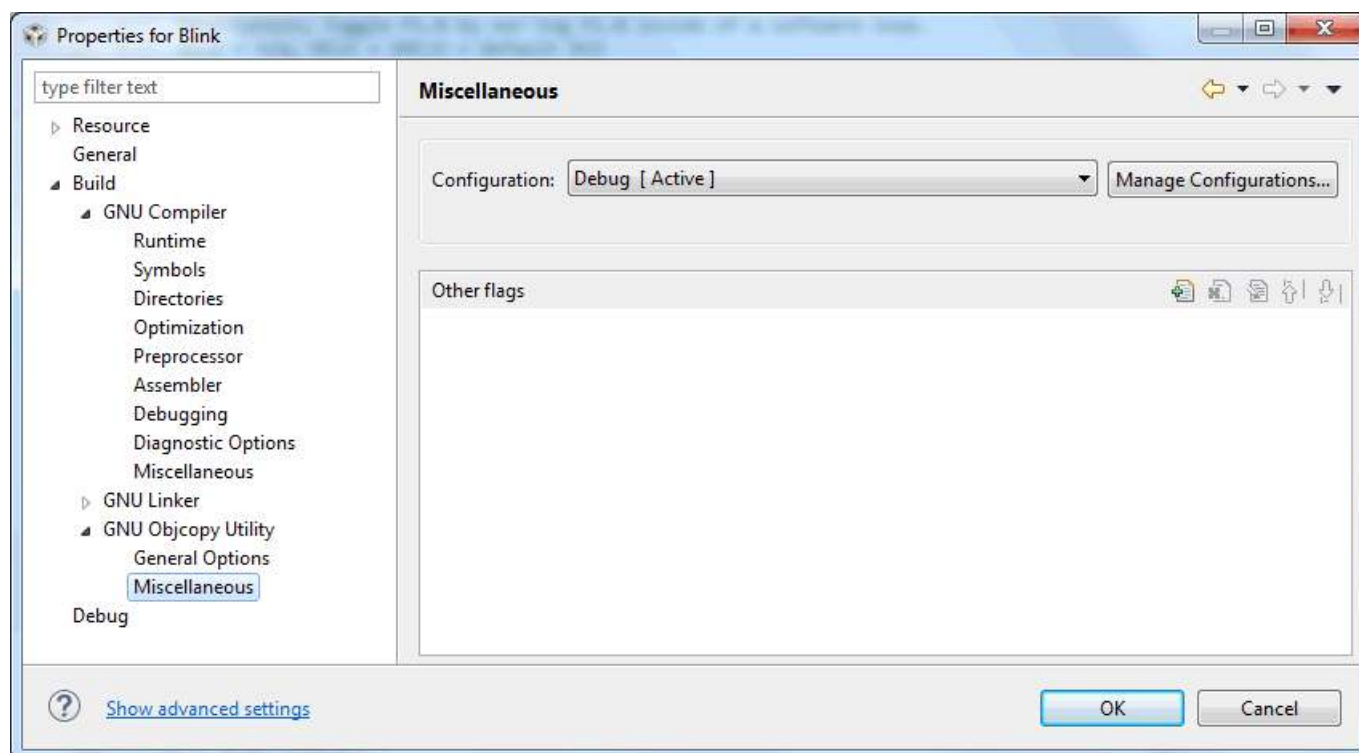 Properties for Blink
type filter text
Resource
General
Build
GNU Compiler
Runtime
Symbols
Directories
Optimization
Preprocessor
Assembler
Debugging
Diagnostic Options
Miscellaneous
GNU Linker
GNU Objcopy Utility
General Options
Miscellaneous
Debug
Miscellaneous
Configuration: Debug [ Active ] Manage Configurations...
Other flags
? Show advanced settings
OK Cancel